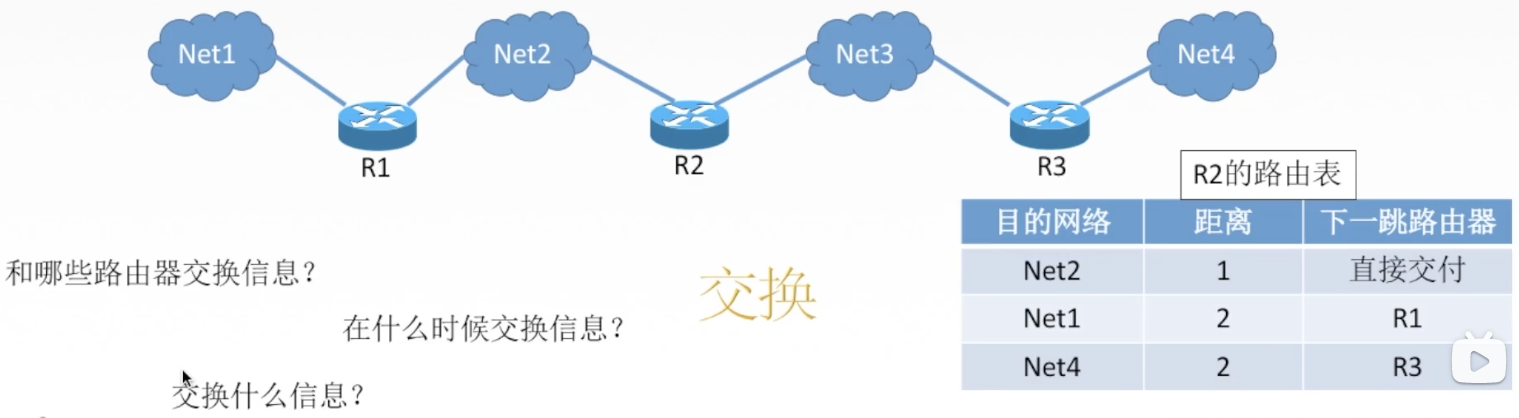 Net1
Net2
Net3
Net4
R1
R2
R3
R2的路由表
目的网络 距离 下一跳路由器
Net2 1 直接交付
Net1 2 R1
Net4 2 R3
和哪些路由器交换信息？
交换
在什么时候交换信息？
交换什么信息？